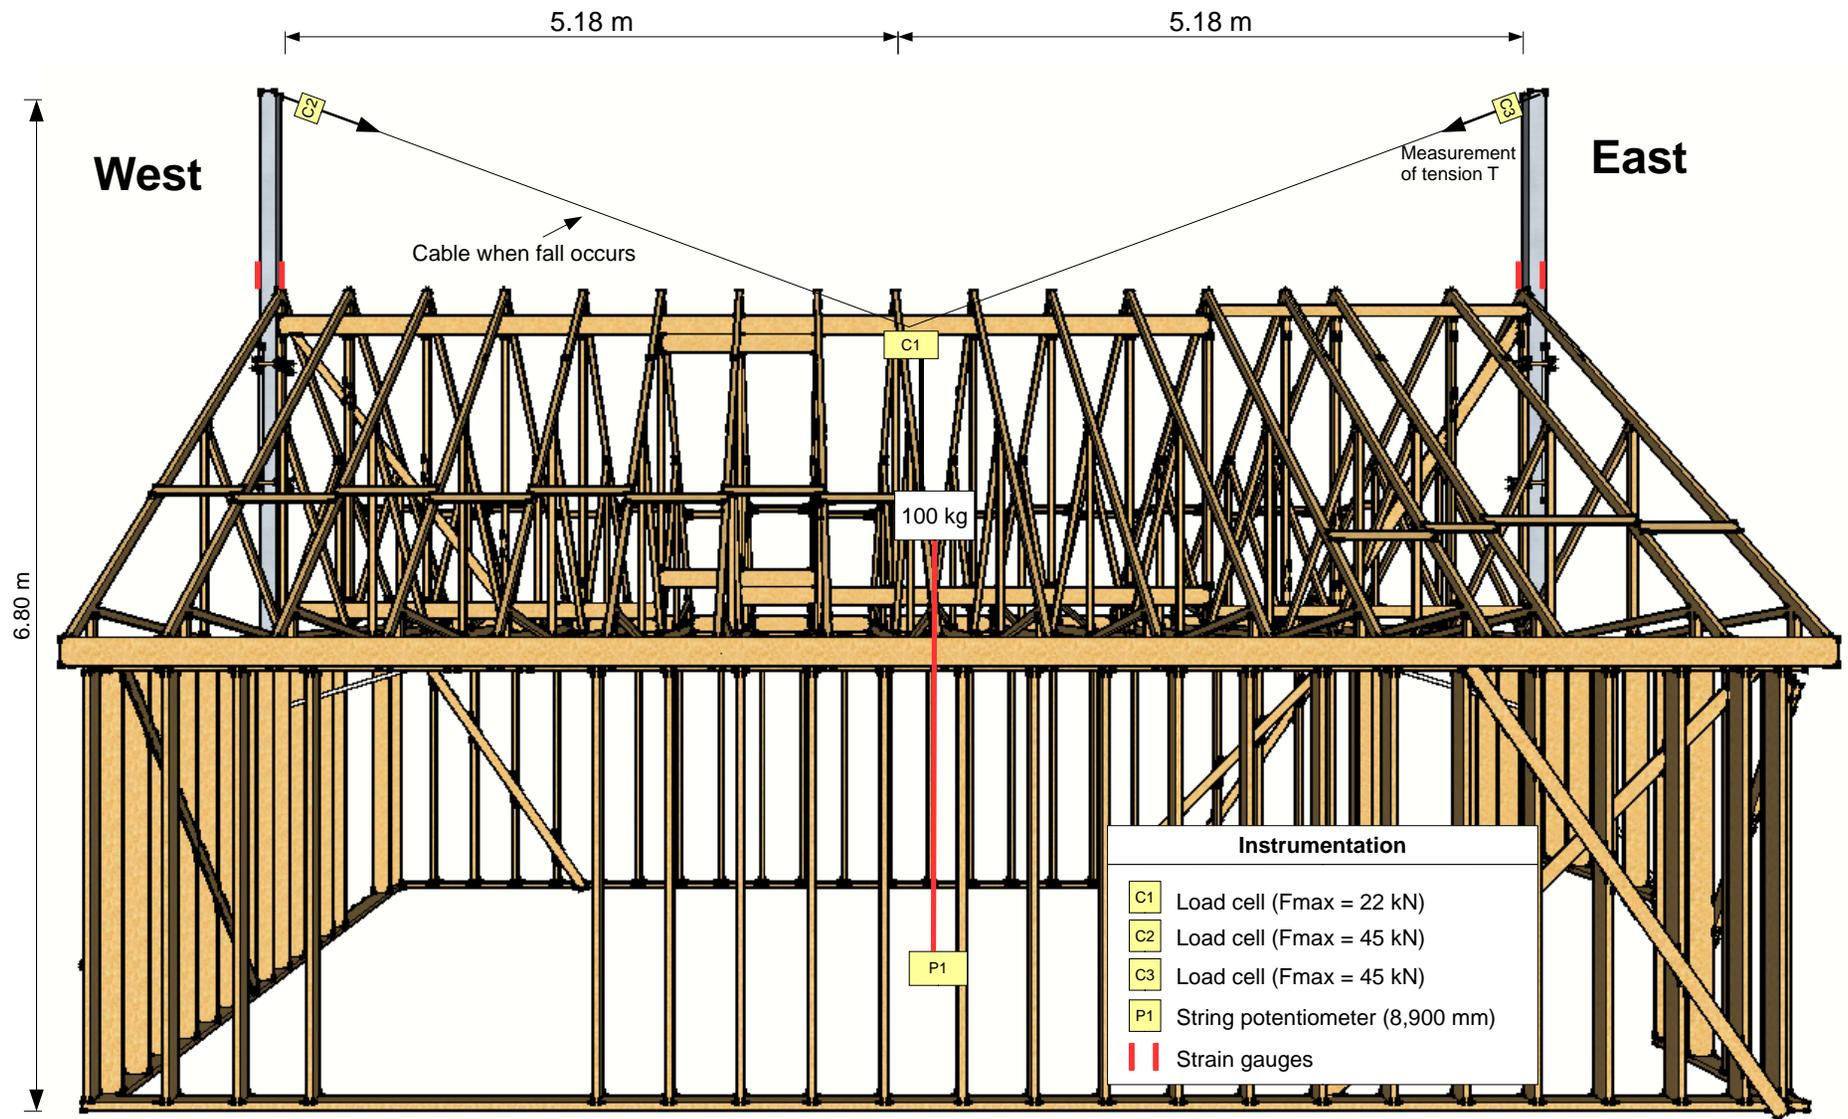 5.18 m
5.18 m
C2
C3
West
East
Measurement
of tension T
Cable when fall occurs
C1
100 kg
6.80 m
Instrumentation
C1 Load cell (Fmax = 22 kN)
C2 Load cell (Fmax = 45 kN)
C3 Load cell (Fmax = 45 kN)
P1 String potentiometer (8,900 mm)
Strain gauges
P1